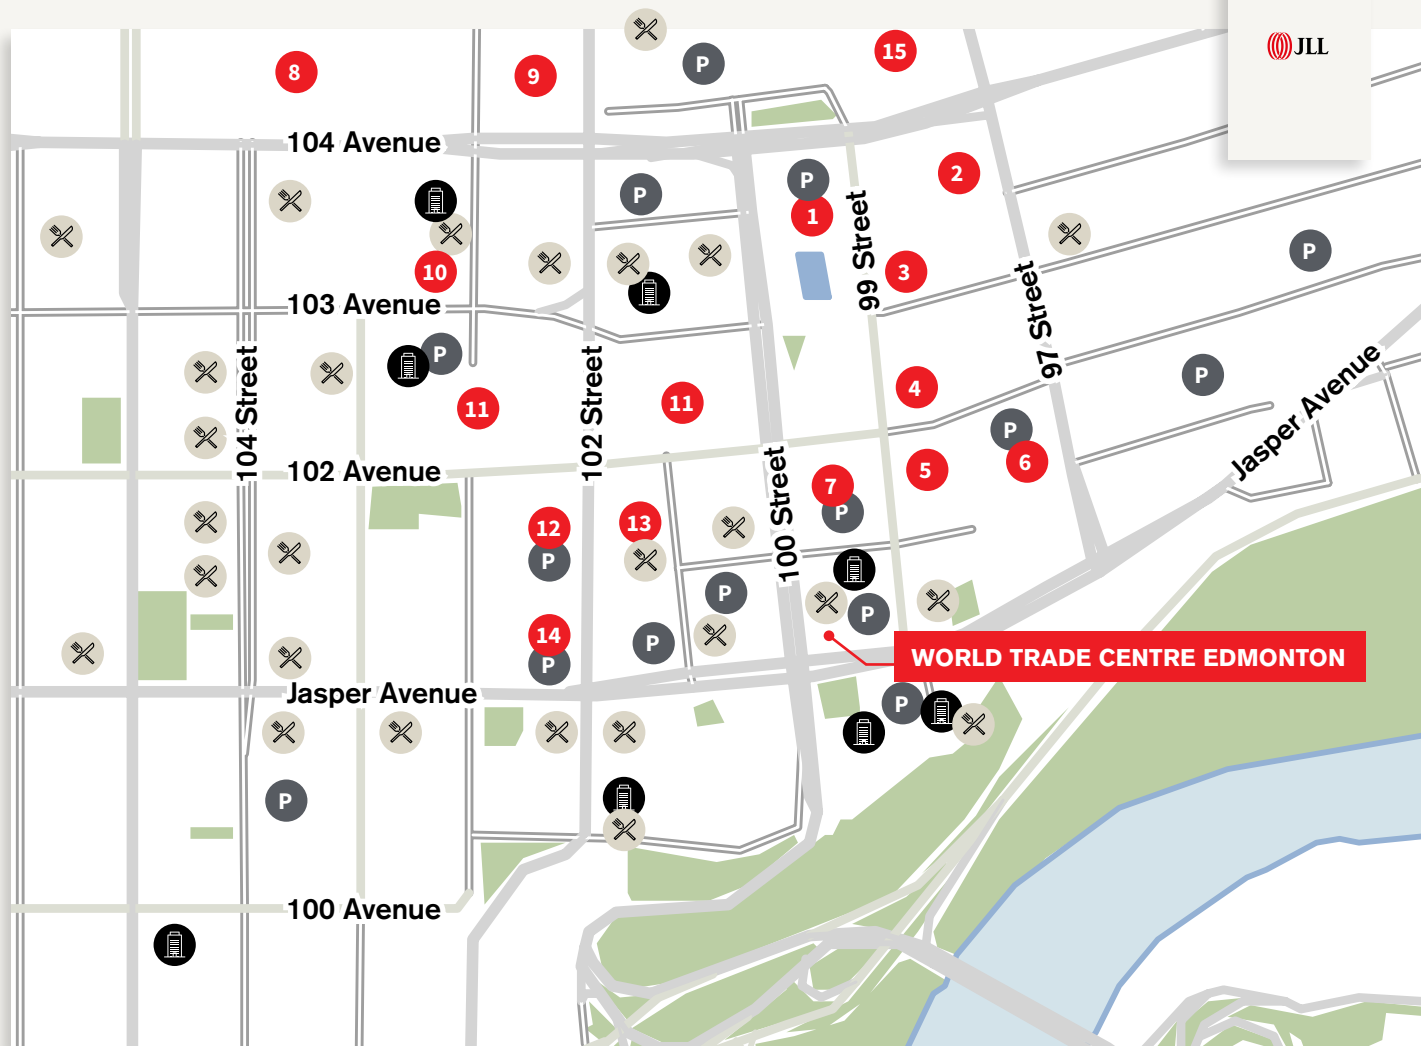 P
15
JLL
8
9
P
104 Avenue
2
P
P
1
99 Street
P
10
3
103 Avenue
97 Street
P
104 Street
102 Street
P
Jasper Avenue
4
11
11
P
102 Avenue
6
5
100 Street
7
P
12
13
P
P
P
14
P
P
WORLD TRADE CENTRE EDMONTON
Jasper Avenue
P
P
100 Avenue